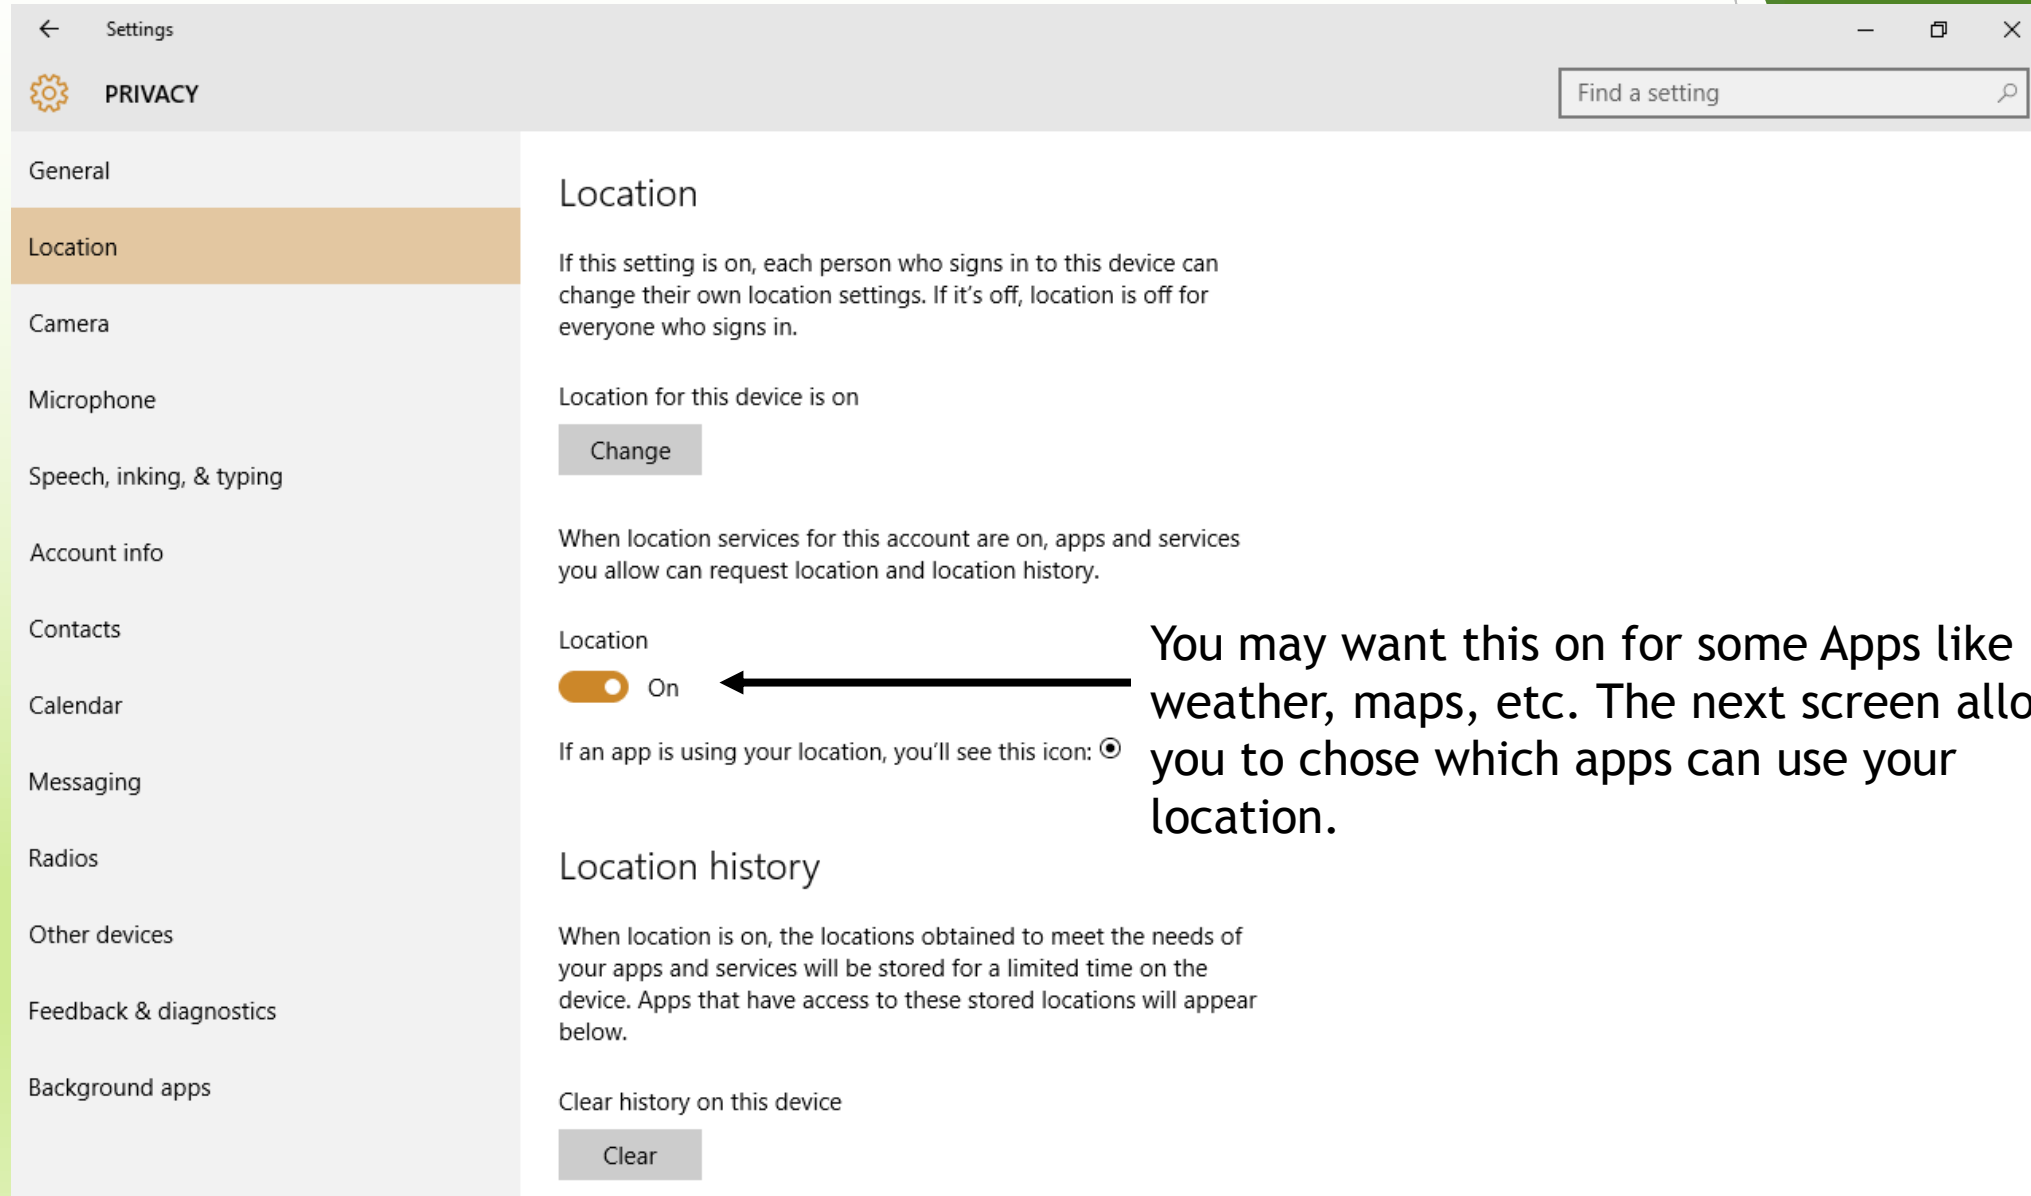 Settings
PRIVACY
Find a setting
General
Location
Camera
Microphone
Speech, inking, & typing
Account info
Contacts
Calendar
Messaging
Radios
Other devices
Feedback & diagnostics
Background apps
Location
If this setting is on, each person who signs in to this device can
change their own location settings. If it's off, location is off for
everyone who signs in.
Location for this device is on
Change
When location services for this account are on, apps and services
you allow can request location and location history.
Location
On
If an app is using your location, you'll see this icon:
You may want this on for some Apps like
weather, maps, etc. The next screen allo
you to chose which apps can use your
location.
Location history
When location is on, the locations obtained to meet the needs of
your apps and services will be stored for a limited time on the
device. Apps that have access to these stored locations will appear
below.
Clear history on this device
Clear